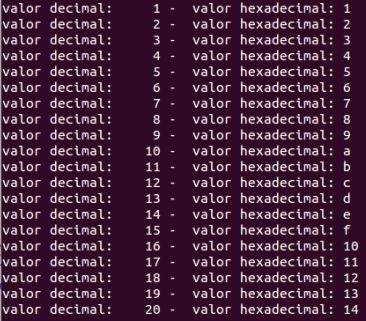 valor decimal:     1 -  valor hexadecimal: 1
valor decimal:     2 -  valor hexadecimal: 2
valor decimal:     3 -  valor hexadecimal: 3
valor decimal:     4 -  valor hexadecimal: 4
valor decimal:     5 -  valor hexadecimal: 5
valor decimal:     6 -  valor hexadecimal: 6
valor decimal:     7 -  valor hexadecimal: 7
valor decimal:     8 -  valor hexadecimal: 8
valor decimal:     9 -  valor hexadecimal: 9
valor decimal:    10 -  valor hexadecimal: a
valor decimal:    11 -  valor hexadecimal: b
valor decimal:    12 -  valor hexadecimal: c
valor decimal:    13 -  valor hexadecimal: d
valor decimal:    14 -  valor hexadecimal: e
valor decimal:    15 -  valor hexadecimal: f
valor decimal:    16 -  valor hexadecimal: 10
valor decimal:    17 -  valor hexadecimal: 11
valor decimal:    18 -  valor hexadecimal: 12
valor decimal:    19 -  valor hexadecimal: 13
valor decimal:    20 -  valor hexadecimal: 14